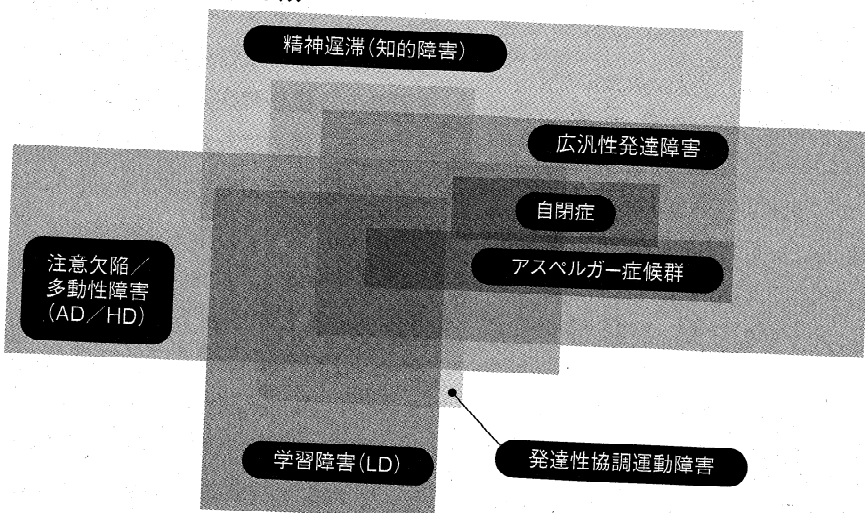 精神遅滞(知的障害)
広汎性発達障害
自閉症
アスペルガー症候群
注意欠陥／
多動性障害
(AD／HD)
学習障害(LD)
発達性協調運動障害